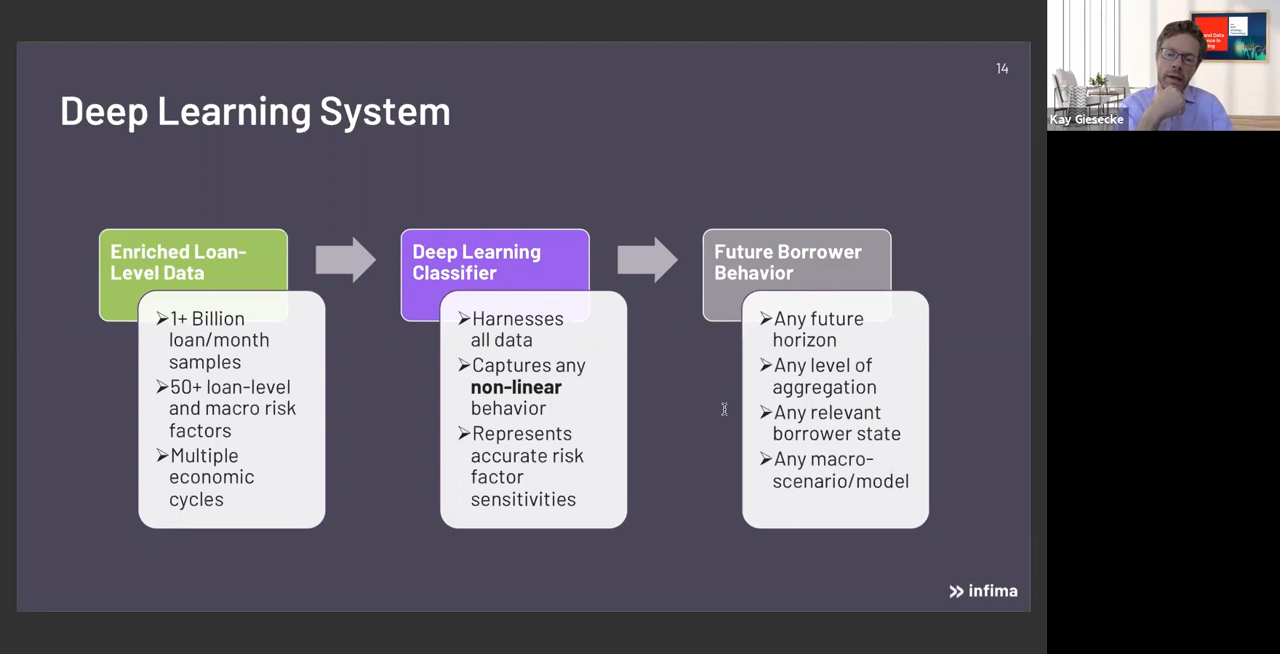 14
Deep Learning System
Enriched Loan-
Level Data
➢1+ Billion
loan/month
samples
➢50+ loan-level
and macro risk
factors
➢Multiple
economic
cycles
Deep Learning
Classifier
➢Harnesses
all data
➢Captures any
non-linear
behavior
➢Represents
accurate risk
factor
sensitivities
Future Borrower
Behavior
➢Any future
horizon
➢Any level of
aggregation
➢Any relevant
borrower state
➢Any macro-
scenario/model
infima
Kay Giesecke
and Data